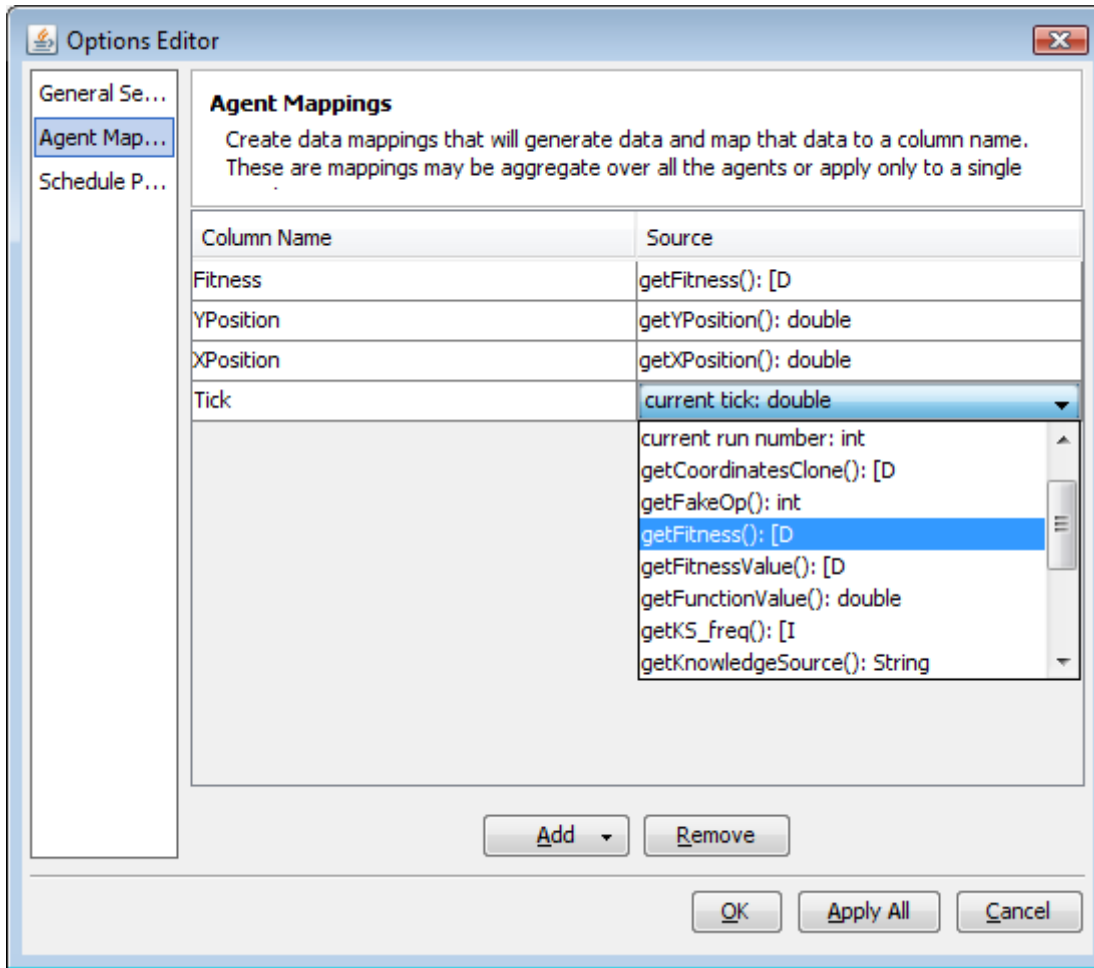 Options Editor
General Se...
Agent Map...
Schedule P...
Agent Mappings
Create data mappings that will generate data and map that data to a column name.
These are mappings may be aggregate over all the agents or apply only to a single
Column Name Source
Fitness getFitness(): [D
YPosition getYPosition(): double
XPosition getXPosition(): double
Tick current tick: double
current run number: int
getCoordinatesClone(): [D
getFakeOp(): int
getFitness(): [D
getFitnessValue(): [D
getFunctionValue(): double
getKS_freq(): [I
getKnowledgeSource(): String
Add Remove
OK Apply All Cancel